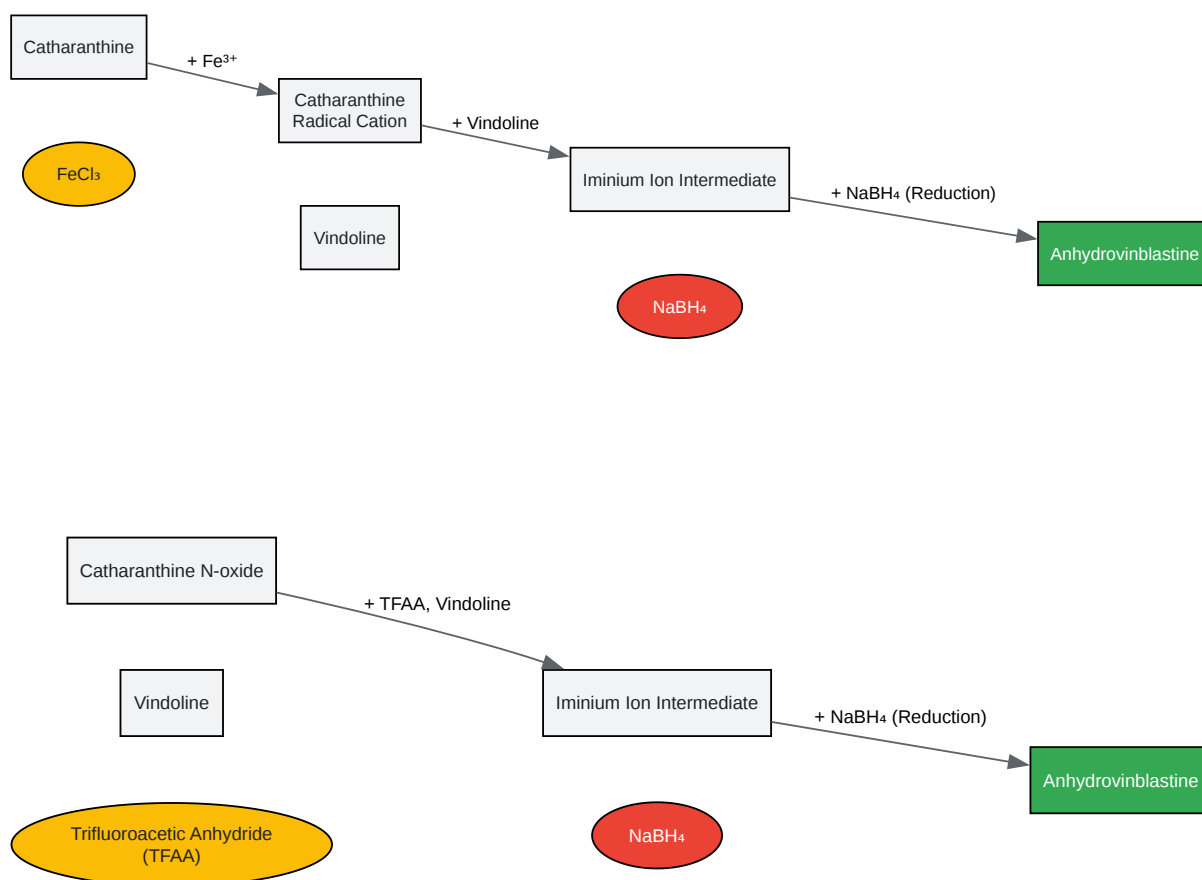 Catharanthine
+ Fe³⁺
Catharanthine
Radical Cation
+ Vindoline
Iminium Ion Intermediate
+ NaBH₄ (Reduction)
Anhydrovinblastine
FeCl₃
Vindoline
NaBH₄
Catharanthine N-oxide
+ TFAA, Vindoline
Iminium Ion Intermediate
+ NaBH₄ (Reduction)
Anhydrovinblastine
Vindoline
Trifluoroacetic Anhydride
(TFAA)
NaBH₄